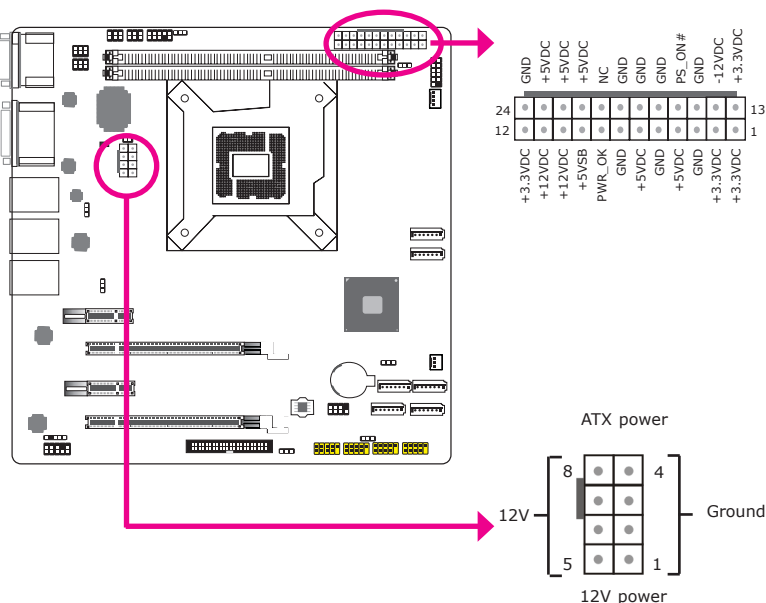 GND +5VDC +5VDC +5VDC NC GND GND GND PS_ON# GND -12VDC +3.3VDC
24 13
12 1
+3.3VDC +12VDC +12VDC +5VSB PWR_OK GND +5VDC GND +5VDC GND +3.3VDC +3.3VDC
ATX power
8 4
12V Ground
5 1
12V power